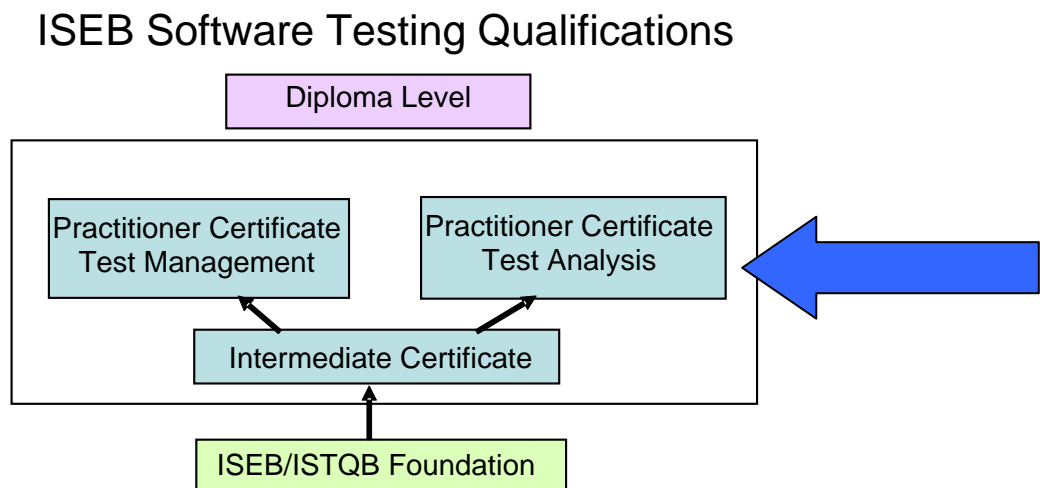 ISEB Software Testing Qualifications
Diploma Level
Practitioner Certificate
Test Management
Practitioner Certificate
Test Analysis
Intermediate Certificate
ISEB/ISTQB Foundation